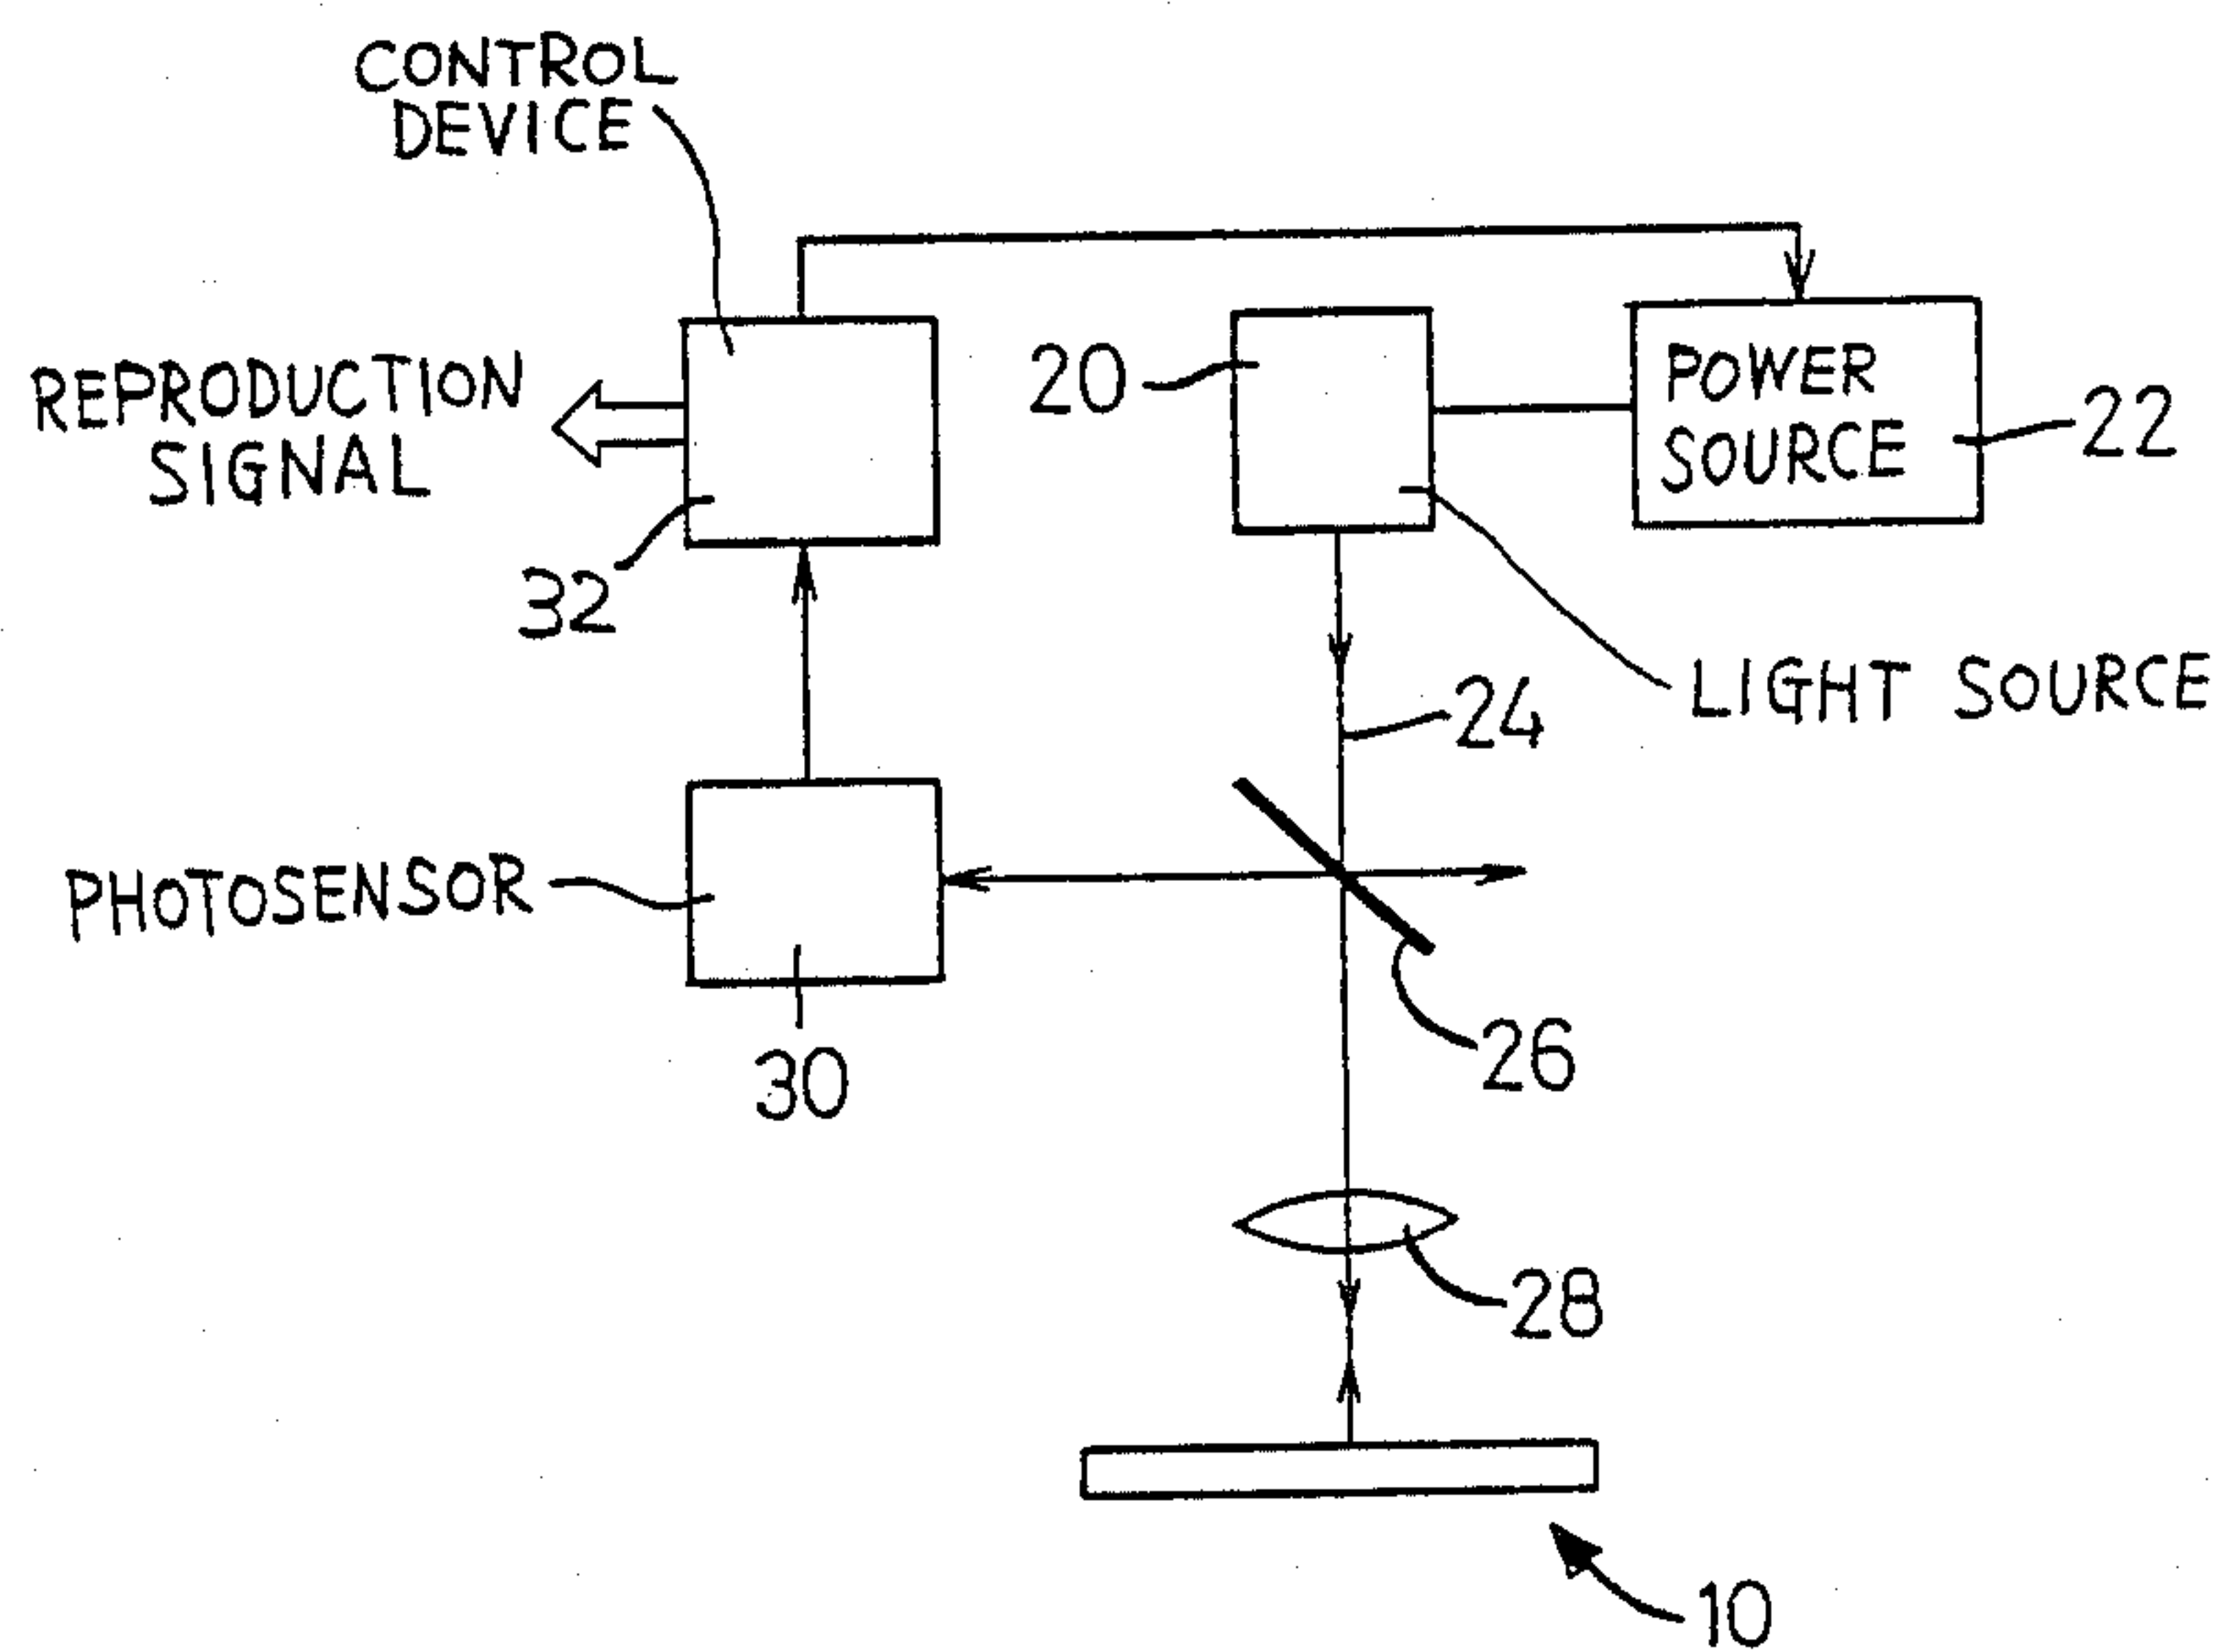 CONTROL
DEVICE
REPRODUCTION
SIGNAL
32
20
POWER
SOURCE
22
LIGHT SOURCE
24
PHOTOSENSOR
30
26
28
10